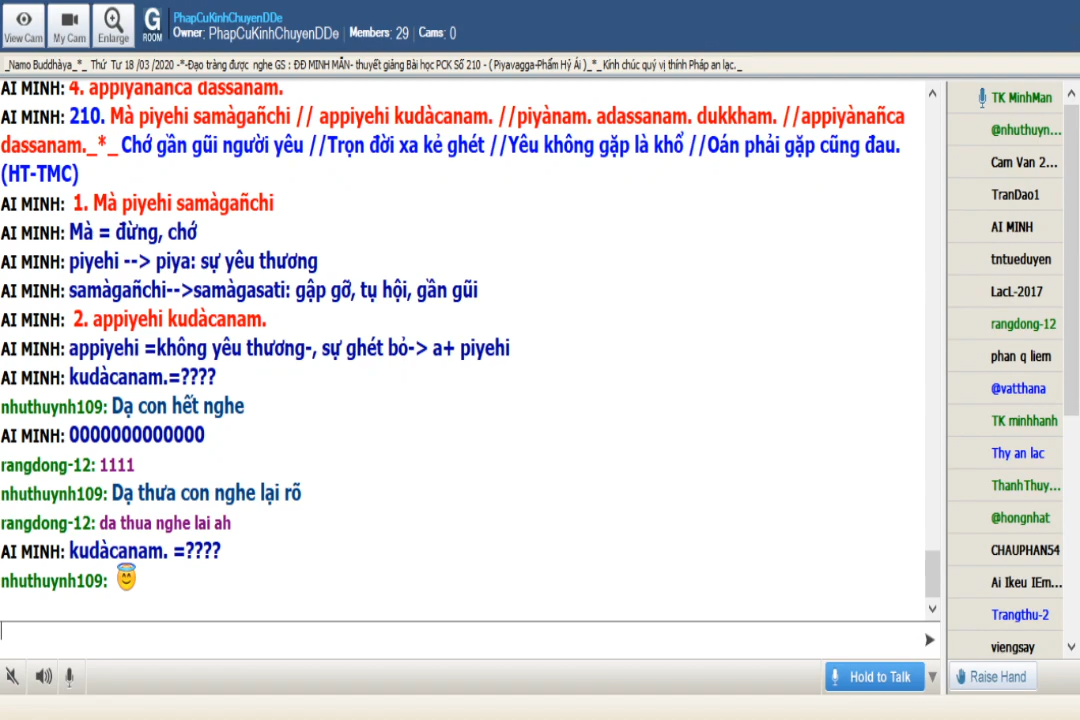 View Cam
My Cam
Enlarge
G
ROOM
PhapCuKinhChuyenDDe
Owner: PhapCuKinhChuyenDDe | Members: 29 | Cams: 0
_Namo Buddhàya_*_ Thứ Tư 18 /03 /2020 -*-Đạo tràng được nghe GS : ĐĐ MINH MẪN- thuyết giảng Bài học PCK Số 210 - ( Piyavagga-Phẩm Hỷ Ái )_*_Kính chúc quý vị thính Pháp an lạc._
AI MINH: 4. appiyànañca dassanam.
AI MINH: 210. Mà piyehi samàgañchi // appiyehi kudàcanam. //piyànam. adassanam. dukkham. //appiyànañca
dassanam._*_Chớ gần gũi người yêu //Trọn đời xa kẻ ghét //Yêu không gặp là khổ //Oán phải gặp cũng đau.
(HT-TMC)
AI MINH: 1. Mà piyehi samàgañchi
AI MINH: Mà = đừng, chớ
AI MINH: piyehi --> piya: sự yêu thương
AI MINH: samàgañchi-->samàgasati: gập gỡ, tụ hội, gần gũi
AI MINH: 2. appiyehi kudàcanam.
AI MINH: appiyehi =không yêu thương-, sự ghét bỏ-> a+ piyehi
AI MINH: kudàcanam.=????
nhuthuynh109: Dạ con hết nghe
AI MINH: 0000000000000
rangdong-12: 1111
nhuthuynh109: Dạ thưa con nghe lại rõ
rangdong-12: da thua nghe lai ah
AI MINH: kudàcanam. =????
nhuthuynh109:
TK MinhMan
@nhuthuyn...
Cam Van 2...
TranDao1
AI MINH
tntueduyen
LacL-2017
rangdong-12
phan q liem
@vatthana
TK minhhanh
Thy an lac
ThanhThuy...
@hongnhat
CHAUPHAN54
Ai Ikeu IEm...
Trangthu-2
viengsay
Hold to Talk
Raise Hand